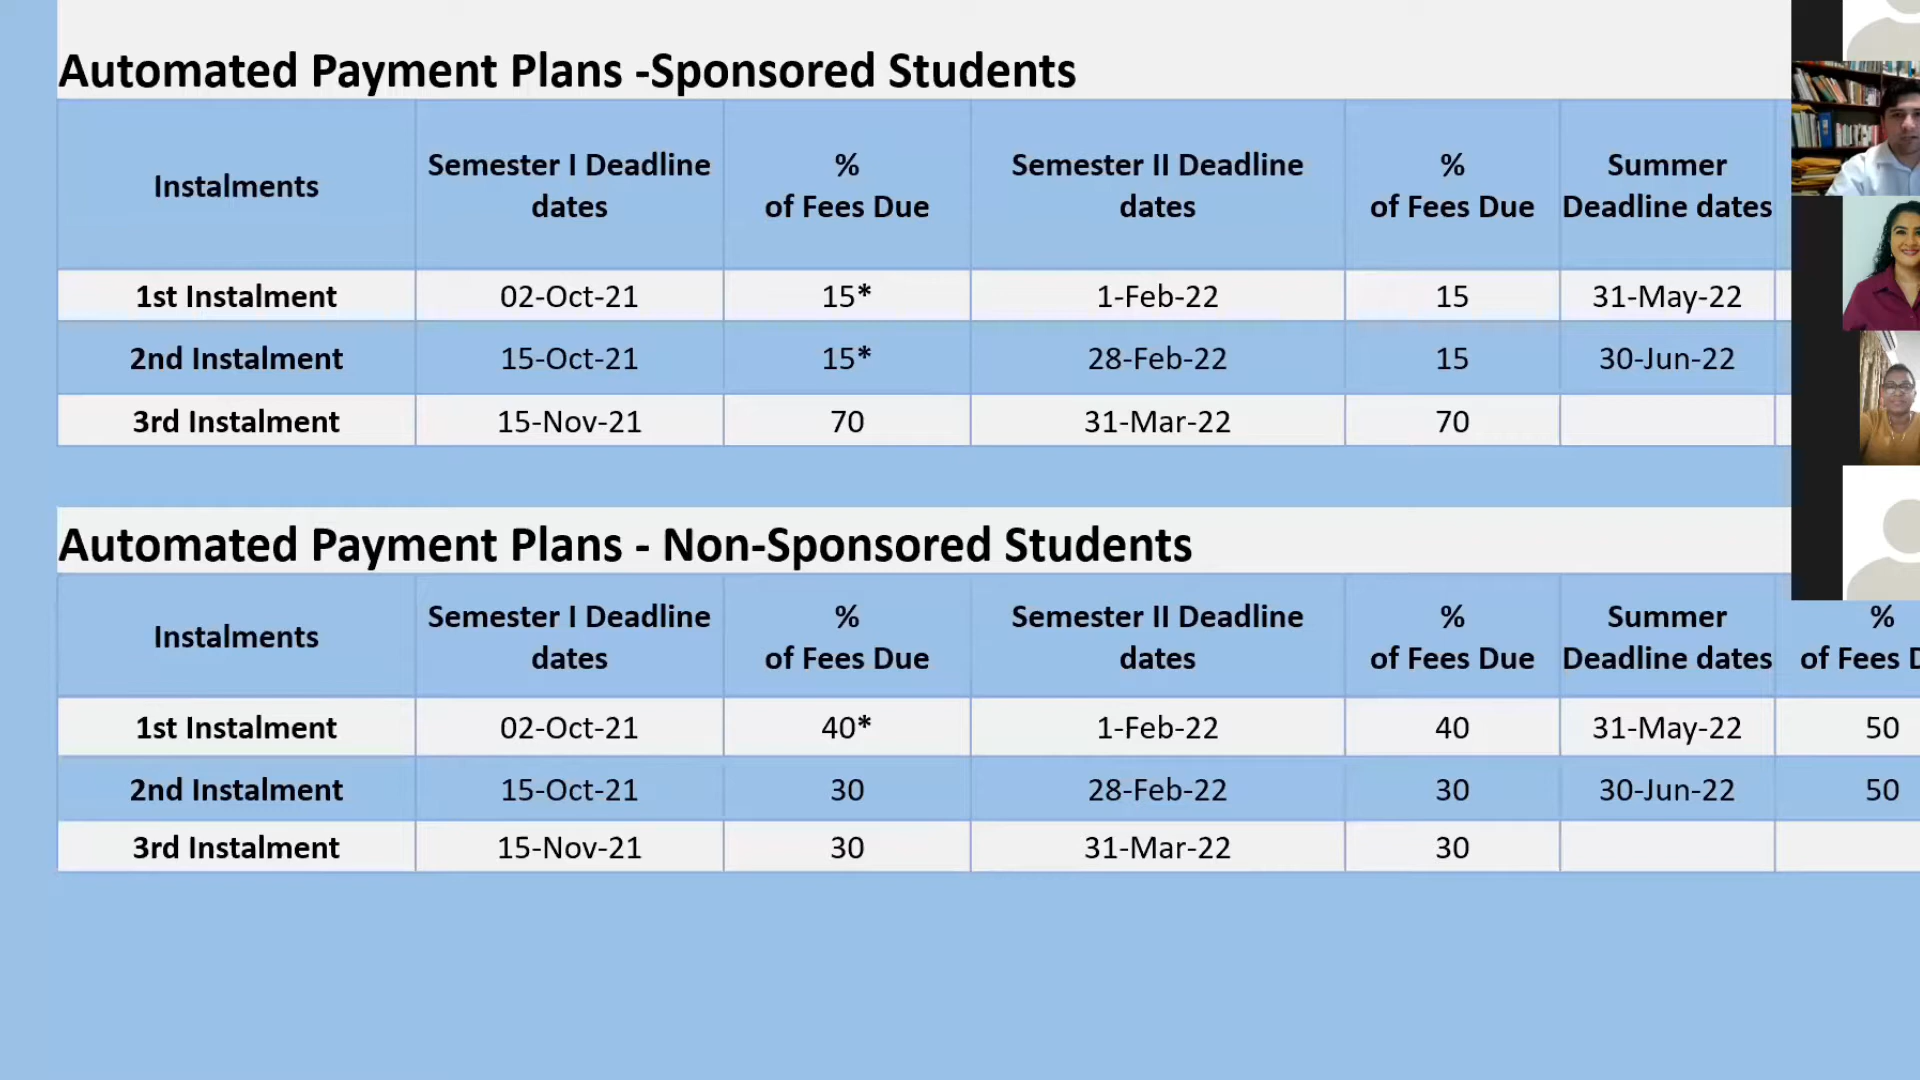 Automated Payment Plans -Sponsored Students
Instalments Semester I Deadline dates % of Fees Due Semester II Deadline dates % of Fees Due Summer Deadline dates
1st Instalment 02-Oct-21 15* 1-Feb-22 15 31-May-22
2nd Instalment 15-Oct-21 15* 28-Feb-22 15 30-Jun-22
3rd Instalment 15-Nov-21 70 31-Mar-22 70
Automated Payment Plans - Non-Sponsored Students
Instalments Semester I Deadline dates % of Fees Due Semester II Deadline dates % of Fees Due Summer Deadline dates % of Fees
1st Instalment 02-Oct-21 40* 1-Feb-22 40 31-May-22 50
2nd Instalment 15-Oct-21 30 28-Feb-22 30 30-Jun-22 50
3rd Instalment 15-Nov-21 30 31-Mar-22 30